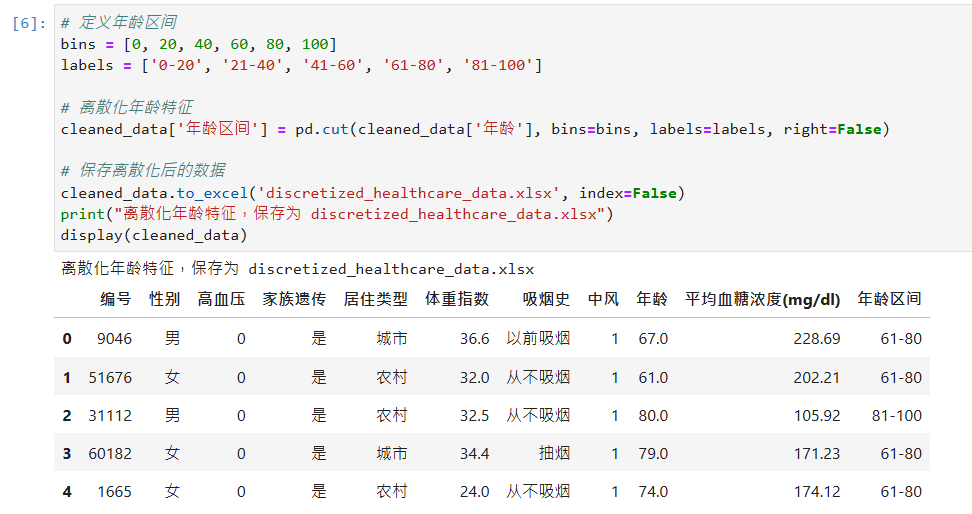 [6]: # 定义年龄区间
bins = [0, 20, 40, 60, 80, 100]
labels = ['0-20', '21-40', '41-60', '61-80', '81-100']
# 离散化年龄特征
cleaned_data['年龄区间'] = pd.cut(cleaned_data['年龄'], bins=bins, labels=labels, right=False)
# 保存离散化后的数据
cleaned_data.to_excel('discretized_healthcare_data.xlsx', index=False)
print("离散化年龄特征，保存为 discretized_healthcare_data.xlsx")
display(cleaned_data)
离散化年龄特征，保存为 discretized_healthcare_data.xlsx
编号 性别 高血压 家族遗传 居住类型 体重指数 吸烟史 中风 年龄 平均血糖浓度(mg/dl) 年龄区间
0 9046 男 0 是 城市 36.6 以前吸烟 1 67.0 228.69 61-80
1 51676 女 0 是 农村 32.0 从不吸烟 1 61.0 202.21 61-80
2 31112 男 0 是 农村 32.5 从不吸烟 1 80.0 105.92 81-100
3 60182 女 0 是 城市 34.4 抽烟 1 79.0 171.23 61-80
4 1665 女 0 是 农村 24.0 从不吸烟 1 74.0 174.12 61-80